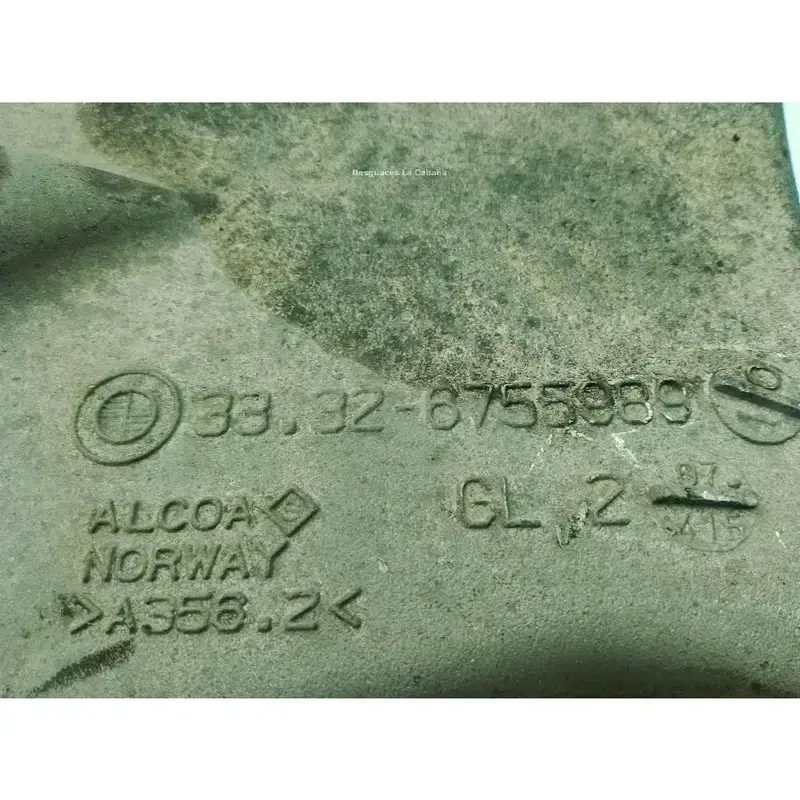 Desguaces La Cabaña
33.32-6755989
GL 2
ALCOA
NORWAY
>A356.2<